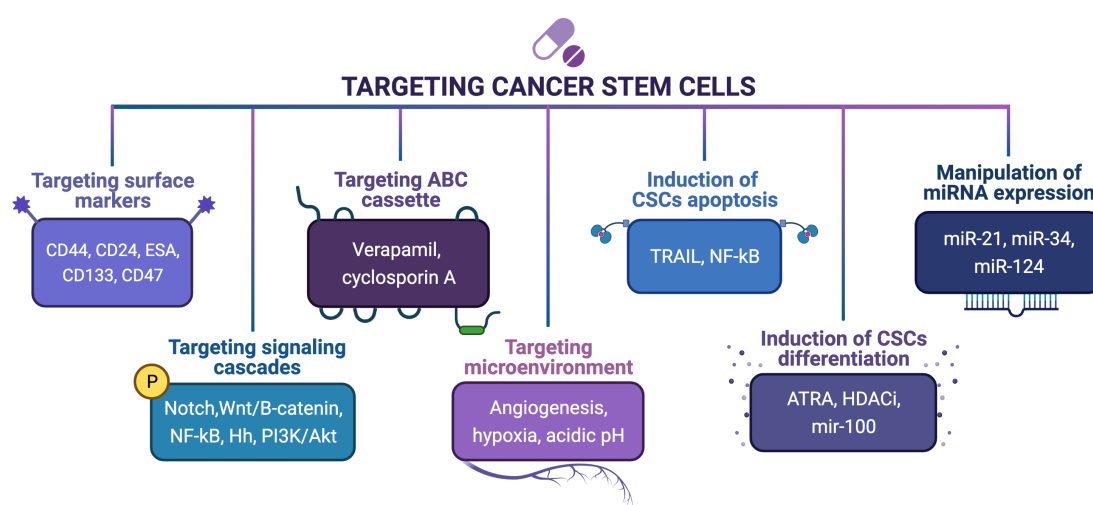 TARGETING CANCER STEM CELLS
Targeting surface
markers
CD44, CD24, ESA,
CD133, CD47
Targeting signaling
cascades
P
Notch,Wnt/B-catenin,
NF-kB, Hh, PI3K/Akt
Targeting ABC
cassette
Verapamil,
cyclosporin A
Targeting
microenvironment
Angiogenesis,
hypoxia, acidic pH
Induction of
CSCs apoptosis
TRAIL, NF-kB
Induction of CSCs
differentiation
ATRA, HDACi,
mir-100
Manipulation of
miRNA expression
miR-21, miR-34,
miR-124